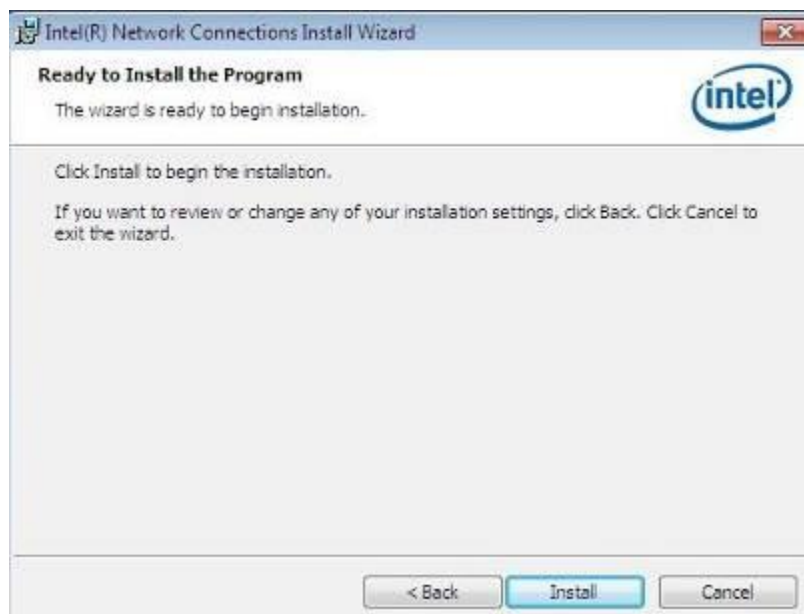 Intel(R) Network Connections Install Wizard
Ready to Install the Program
The wizard is ready to begin installation.
intel
Click Install to begin the installation.
If you want to review or change any of your installation settings, click Back. Click Cancel to
exit the wizard.
< Back
Install
Cancel